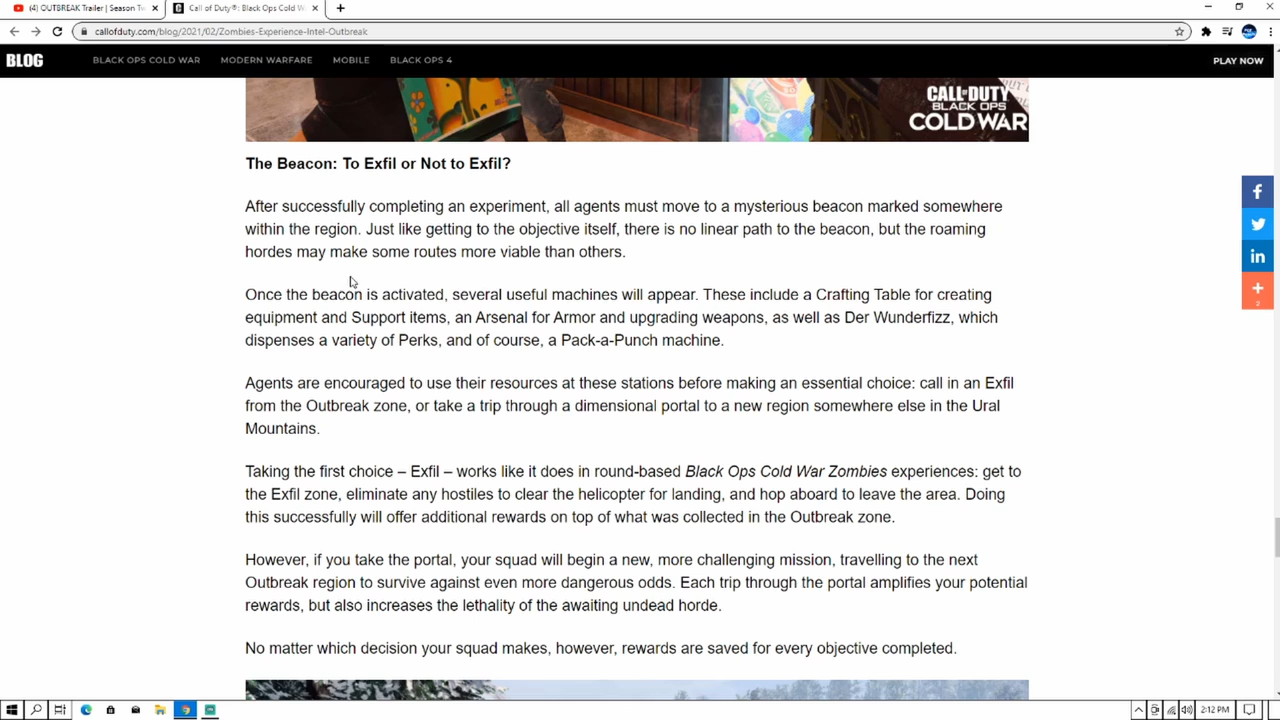 (4) OUTBREAK Trailer | Season Tw
Call of Duty®: Black Ops Cold W
callofduty.com/blog/2021/02/Zombies-Experience-Intel-Outbreak
BLOG
BLACK OPS COLD WAR
MODERN WARFARE
MOBILE
BLACK OPS 4
PLAY NOW
CALL OF DUTY
BLACK OPS
COLD WAR
The Beacon: To Exfil or Not to Exfil?
After successfully completing an experiment, all agents must move to a mysterious beacon marked somewhere
within the region. Just like getting to the objective itself, there is no linear path to the beacon, but the roaming
hordes may make some routes more viable than others.
Once the beacon is activated, several useful machines will appear. These include a Crafting Table for creating
equipment and Support items, an Arsenal for Armor and upgrading weapons, as well as Der Wunderfizz, which
dispenses a variety of Perks, and of course, a Pack-a-Punch machine.
Agents are encouraged to use their resources at these stations before making an essential choice: call in an Exfil
from the Outbreak zone, or take a trip through a dimensional portal to a new region somewhere else in the Ural
Mountains.
Taking the first choice – Exfil – works like it does in round-based Black Ops Cold War Zombies experiences: get to
the Exfil zone, eliminate any hostiles to clear the helicopter for landing, and hop aboard to leave the area. Doing
this successfully will offer additional rewards on top of what was collected in the Outbreak zone.
However, if you take the portal, your squad will begin a new, more challenging mission, travelling to the next
Outbreak region to survive against even more dangerous odds. Each trip through the portal amplifies your potential
rewards, but also increases the lethality of the awaiting undead horde.
No matter which decision your squad makes, however, rewards are saved for every objective completed.
2
2:12 PM